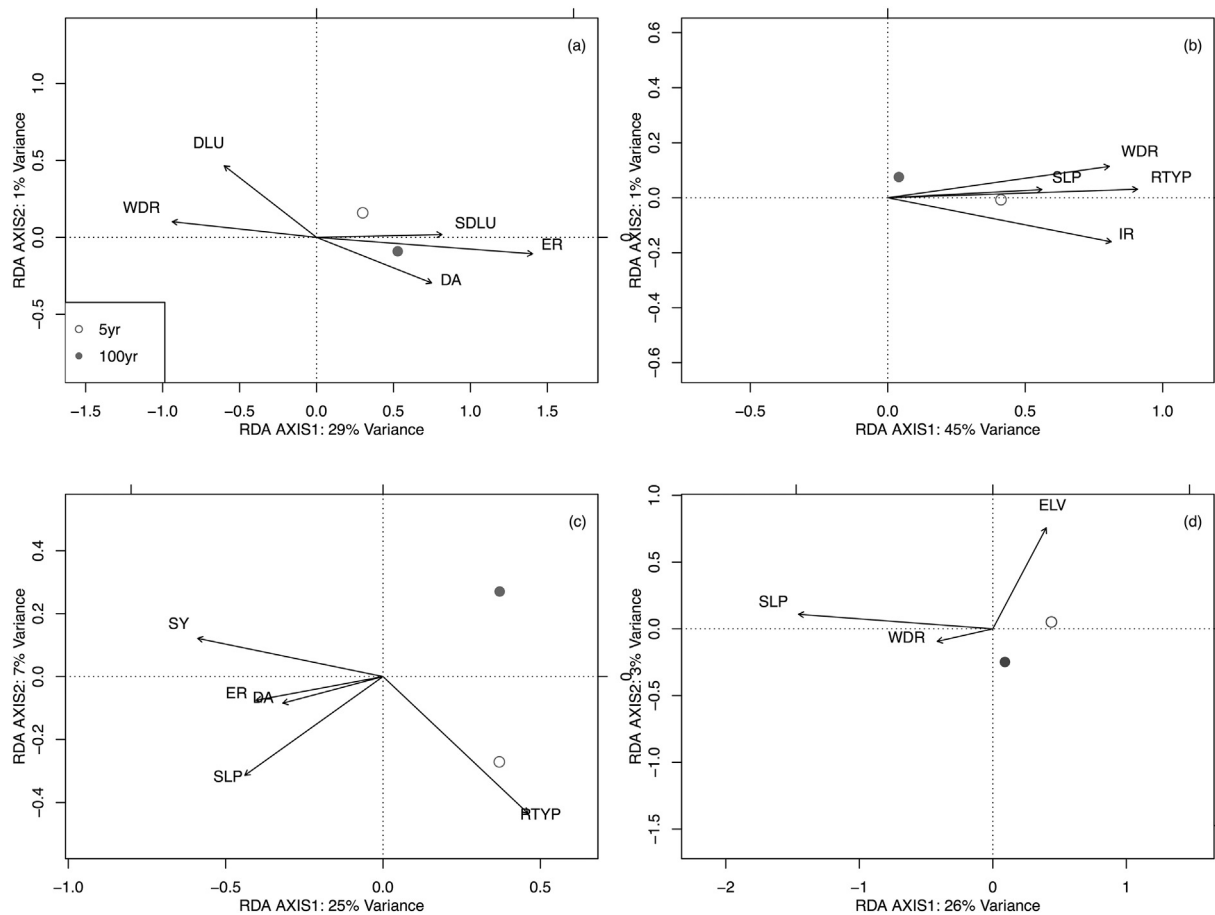 (a)
RDA AXIS2: 1% Variance
1.0
0.5
0.0
−0.5
DLU
WDR
SDLU
ER
DA
5yr
100yr
−1.5 −1.0 −0.5 0.0 0.5 1.0 1.5
RDA AXIS1: 29% Variance
(b)
0
RDA AXIS2: 1% Variance
0.6
0.4
0.2
0.0
−0.2
−0.4
−0.6
WDR
SLP
RTYP
IR
−0.5 0.0 0.5 1.0
RDA AXIS1: 45% Variance
(c)
RDA AXIS2: 7% Variance
0.4
0.2
0.0
−0.2
−0.4
SY
ER
DA
SLP
RTYP
−1.0 −0.5 0.0 0.5
RDA AXIS1: 25% Variance
(d)
0
RDA AXIS2: 3% Variance
1.0
0.5
0.0
−0.5
−1.0
−1.5
ELV
SLP
WDR
−2 −1 0 1
RDA AXIS1: 26% Variance